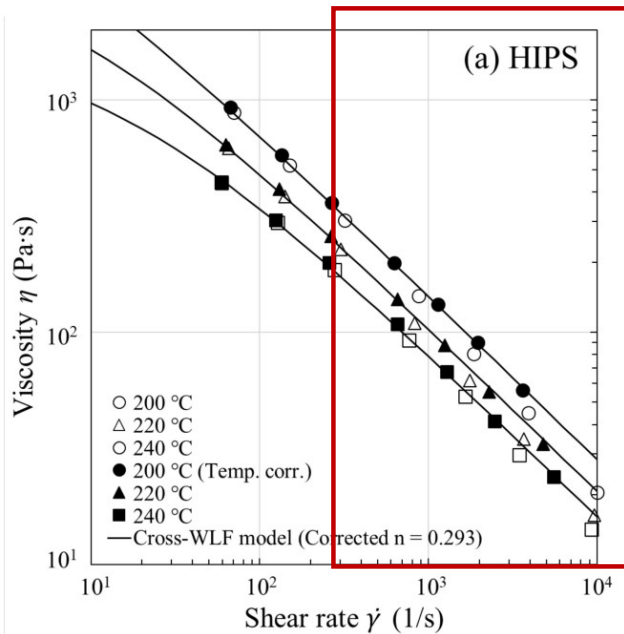 (a) HIPS
10³
10²
10¹
Viscosity η (Pa·s)
200 °C
220 °C
240 °C
200 °C (Temp. corr.)
220 °C
240 °C
Cross-WLF model (Corrected n = 0.293)
10¹ 10² 10³ 10⁴
Shear rate γ̇ (1/s)